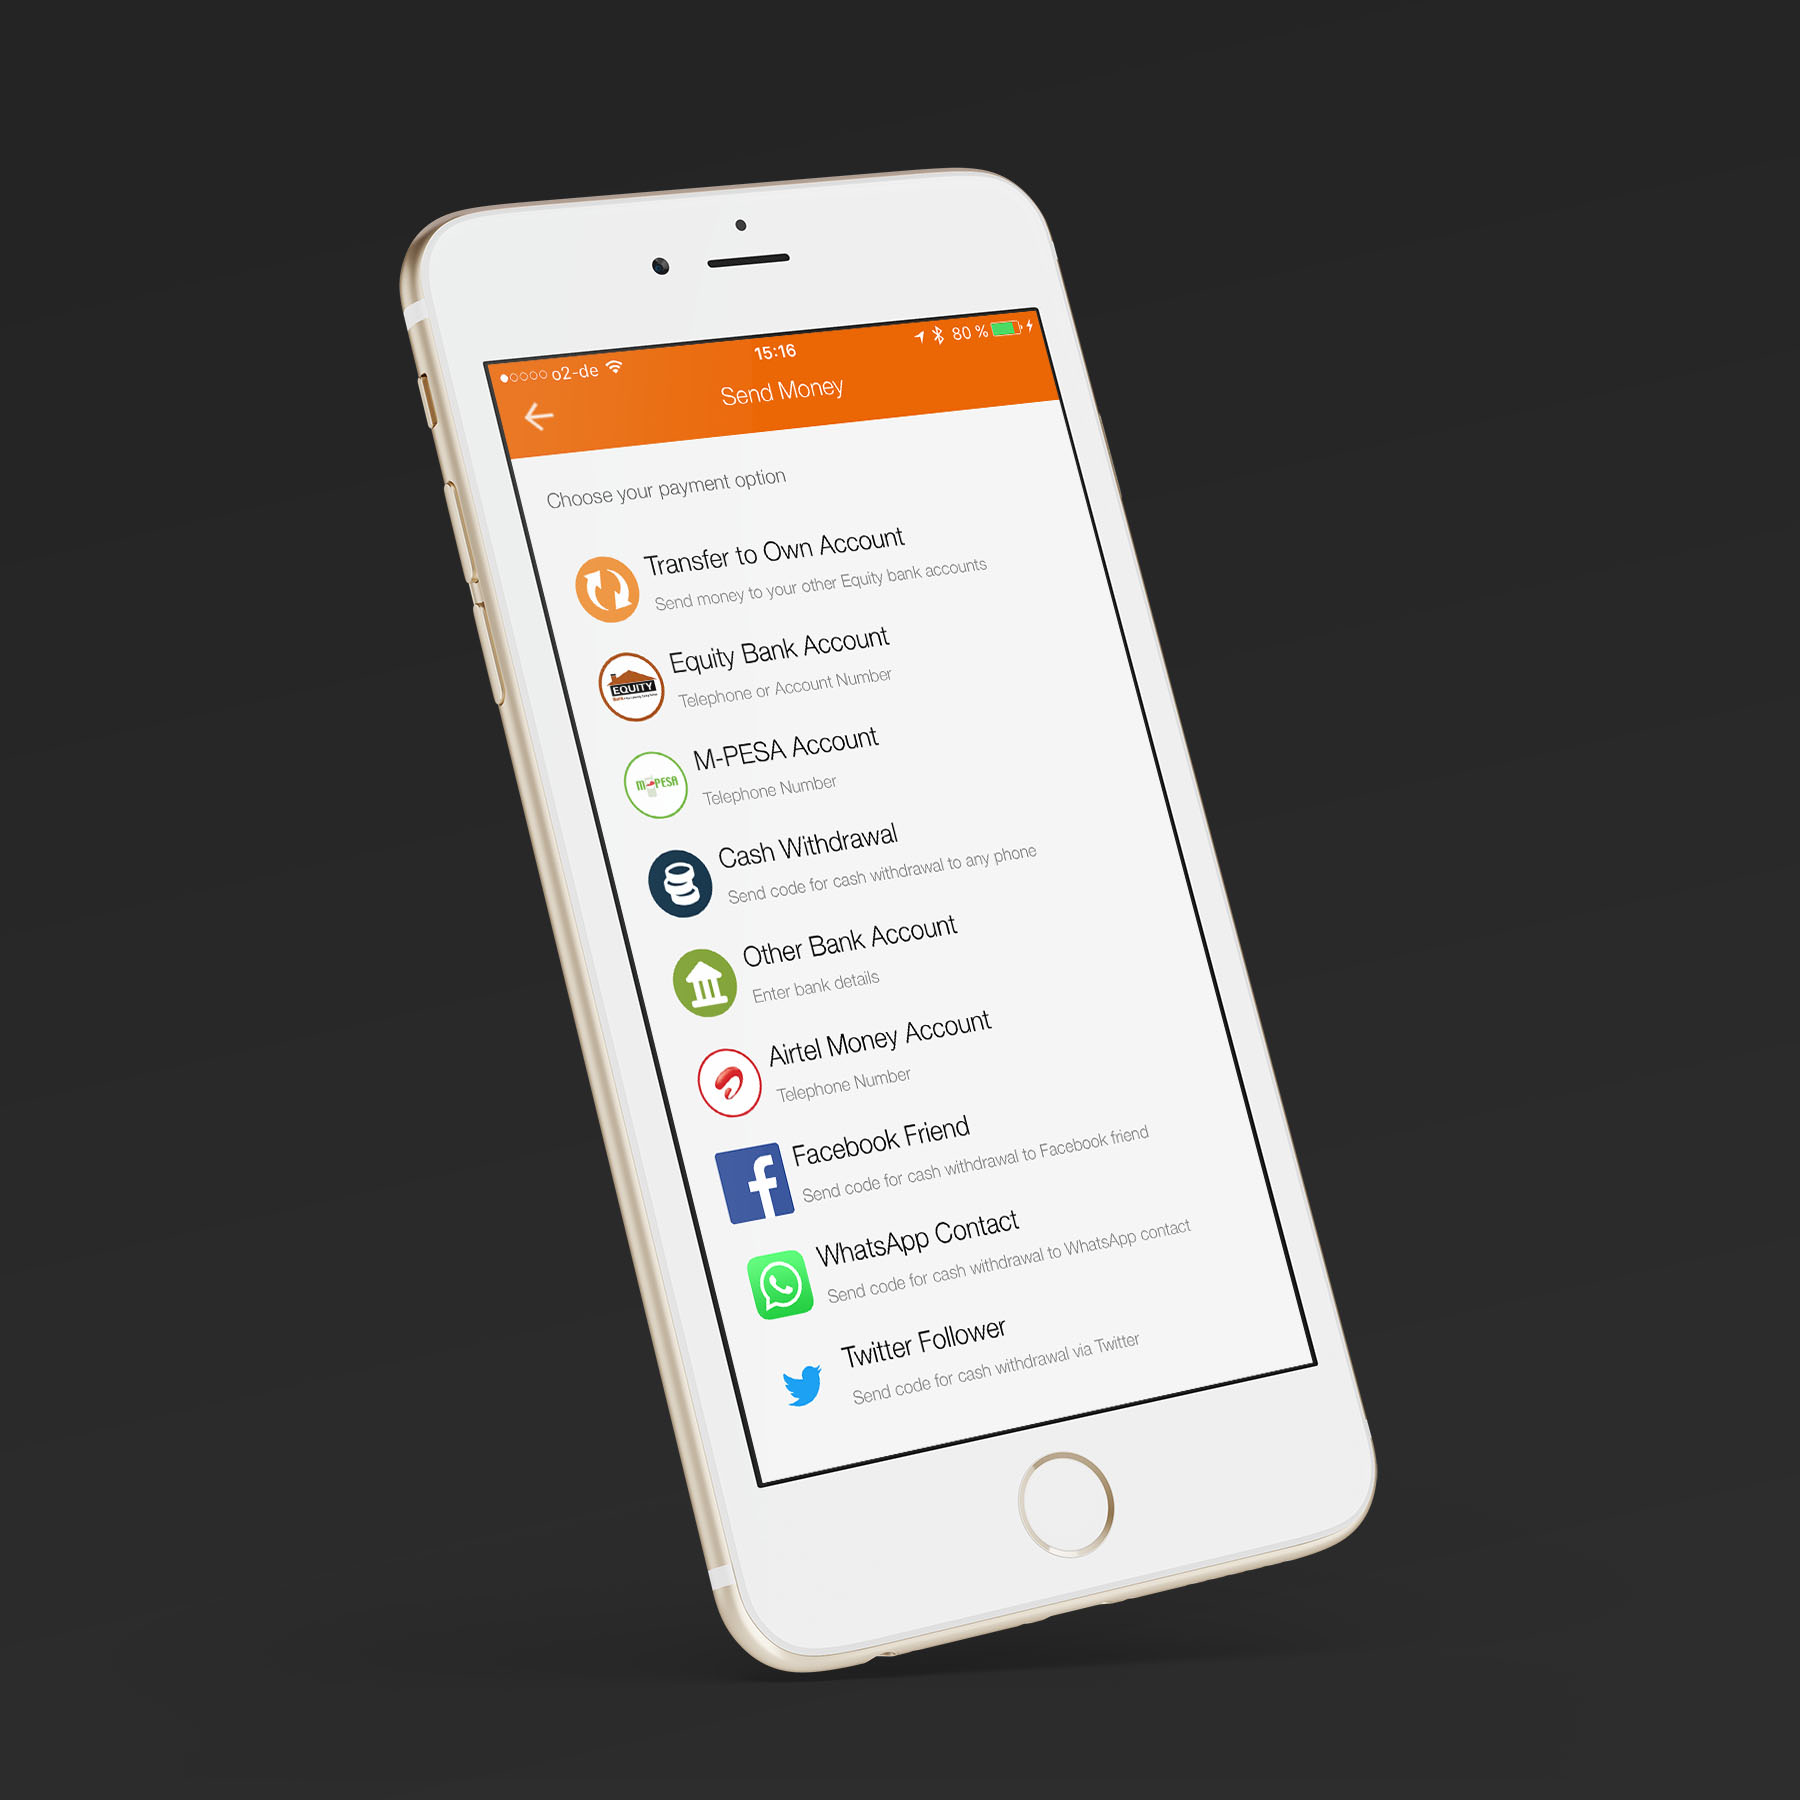 o2-de 15:16 80 %
Send Money
Choose your payment option
Transfer to Own Account
Send money to your other Equity bank accounts
EQUITY
Equity Bank Account
Telephone or Account Number
M-PESA
M-PESA Account
Telephone Number
Cash Withdrawal
Send code for cash withdrawal to any phone
Other Bank Account
Enter bank details
Airtel Money Account
Telephone Number
Facebook Friend
Send code for cash withdrawal to Facebook friend
WhatsApp Contact
Send code for cash withdrawal to WhatsApp contact
Twitter Follower
Send code for cash withdrawal via Twitter